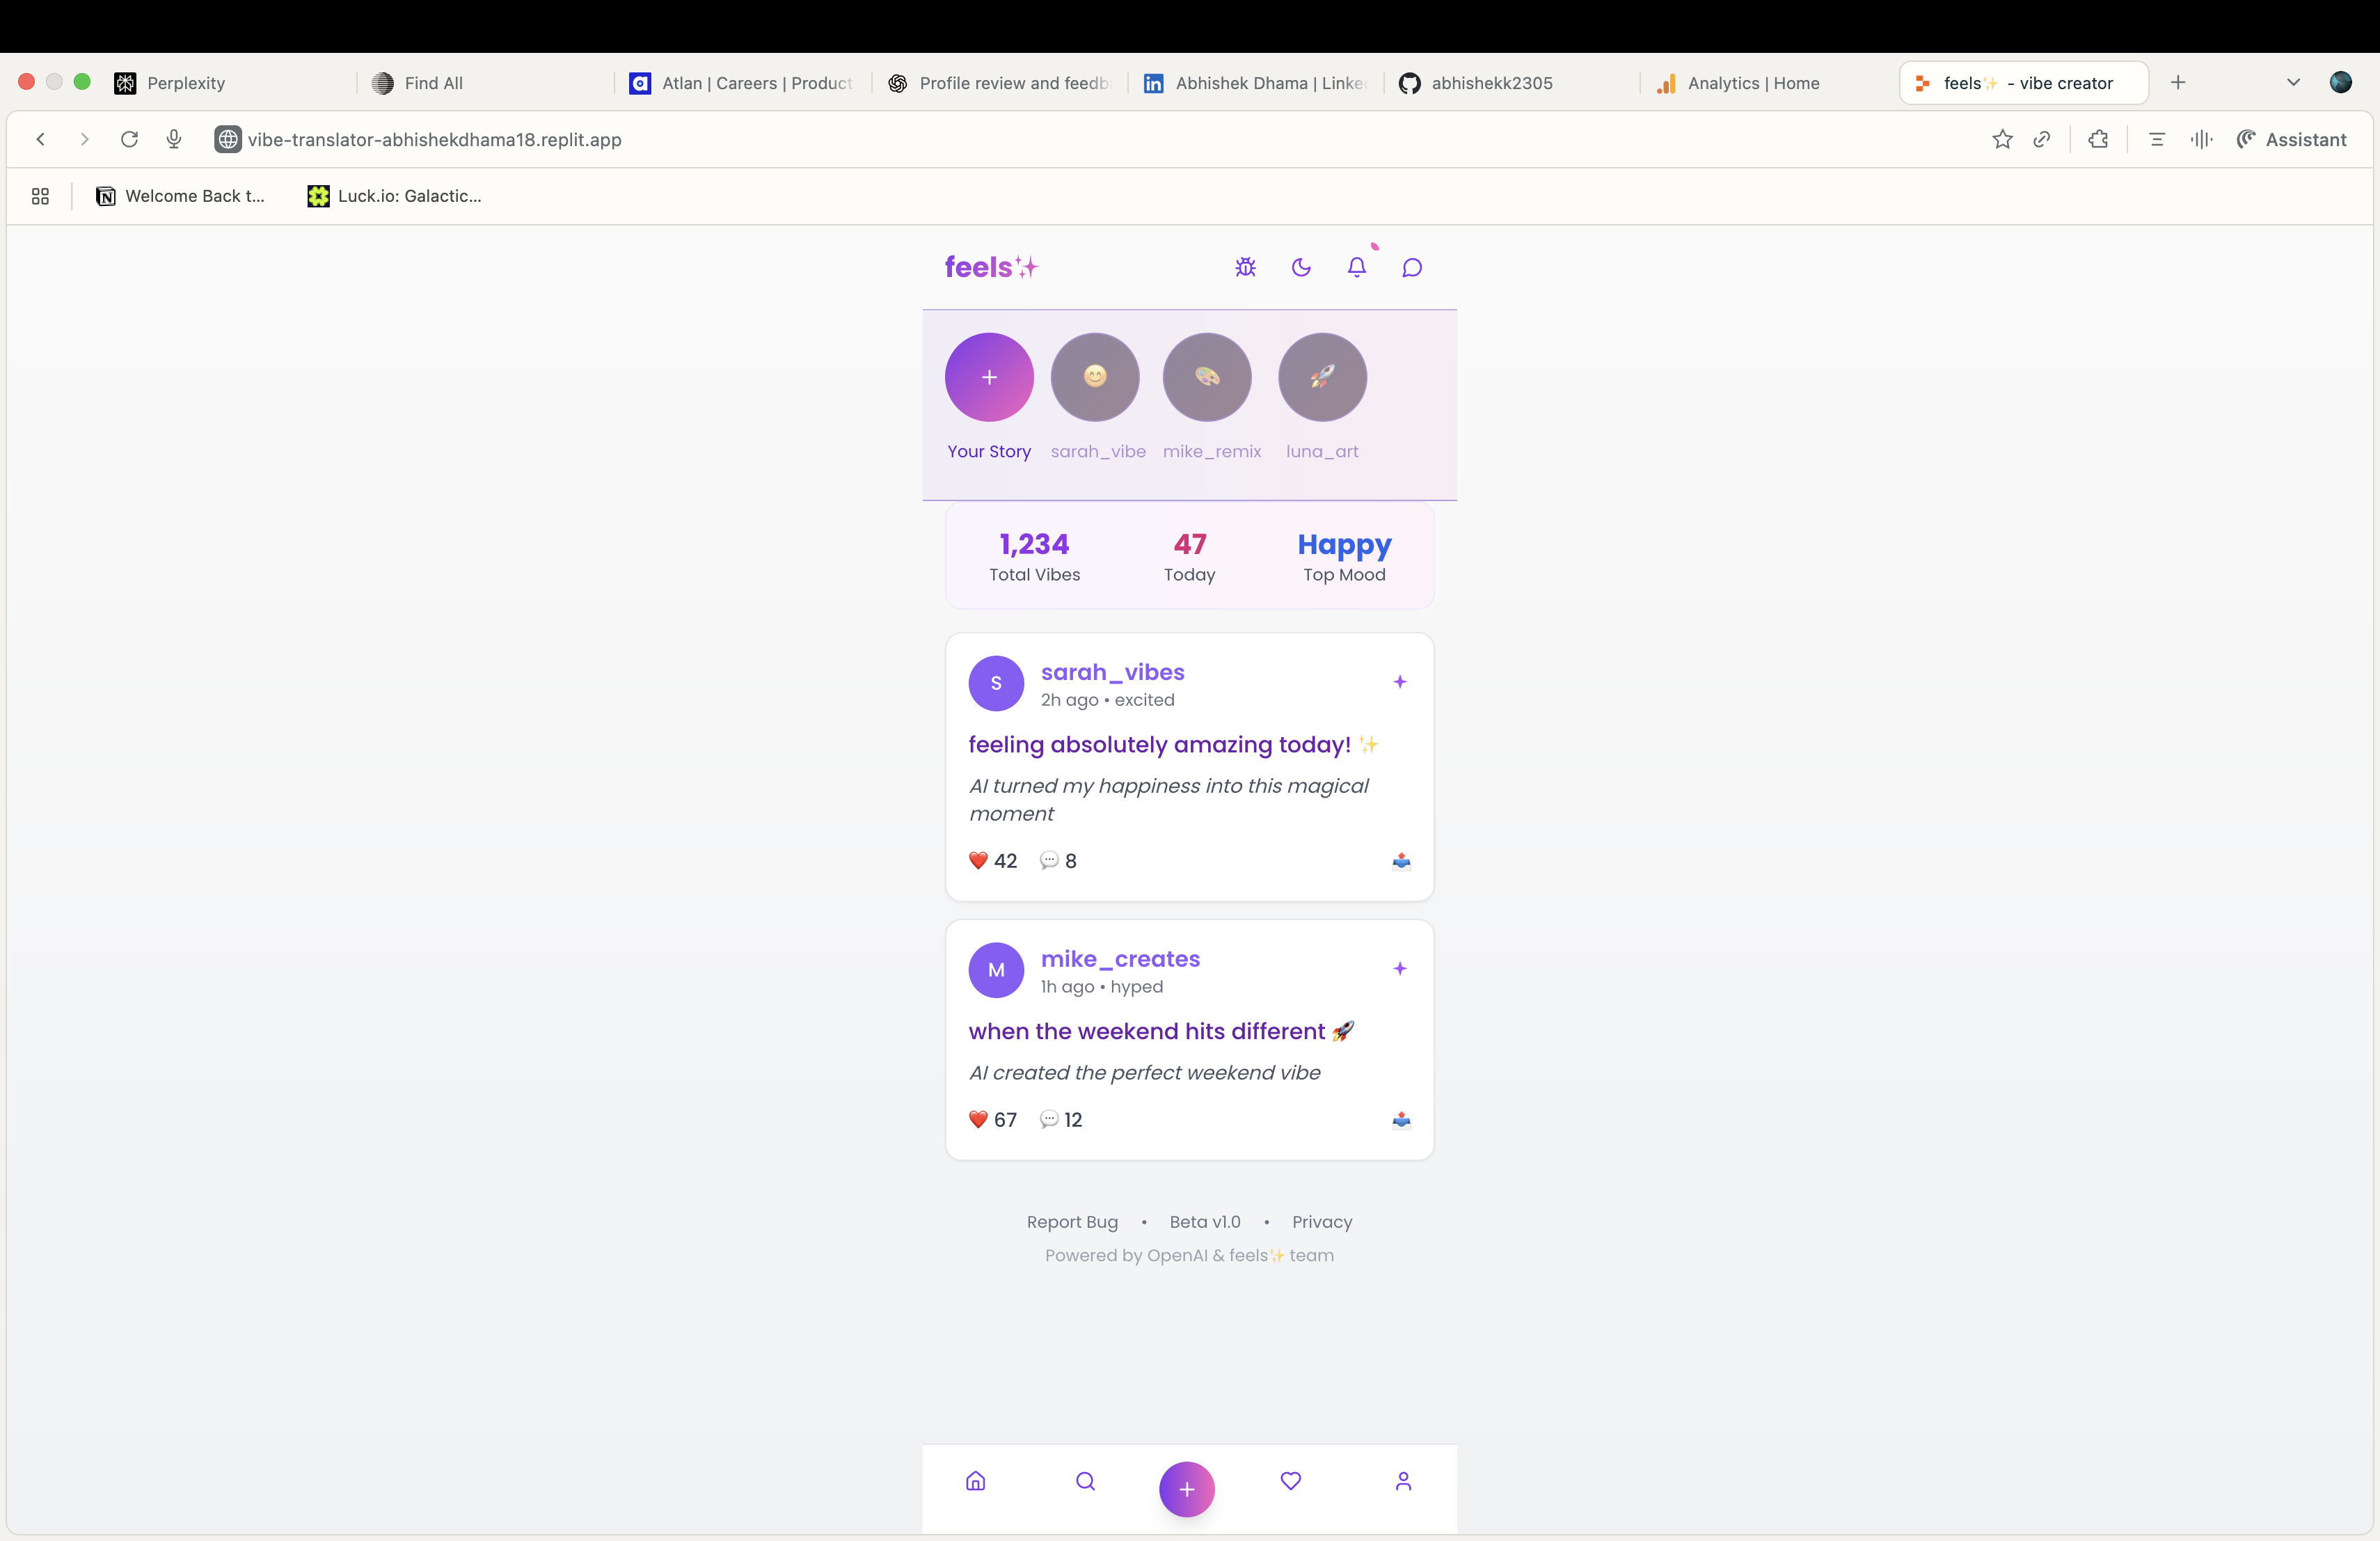 Perplexity
Find All
Atlan | Careers | Product
Profile review and feedb
Abhishek Dhama | Linke
abhishekk2305
Analytics | Home
feels✨ - vibe creator
vibe-translator-abhishekdhama18.replit.app
Assistant
Welcome Back t...
Luck.io: Galactic...
feels✨
Your Story
sarah_vibe
mike_remix
luna_art
1,234
47
Happy
Total Vibes
Today
Top Mood
S
sarah_vibes
2h ago • excited
feeling absolutely amazing today! ✨
AI turned my happiness into this magical
moment
❤️ 42 💬 8
M
mike_creates
1h ago • hyped
when the weekend hits different 🚀
AI created the perfect weekend vibe
❤️ 67 💬 12
Report Bug • Beta v1.0 • Privacy
Powered by OpenAI & feels✨ team